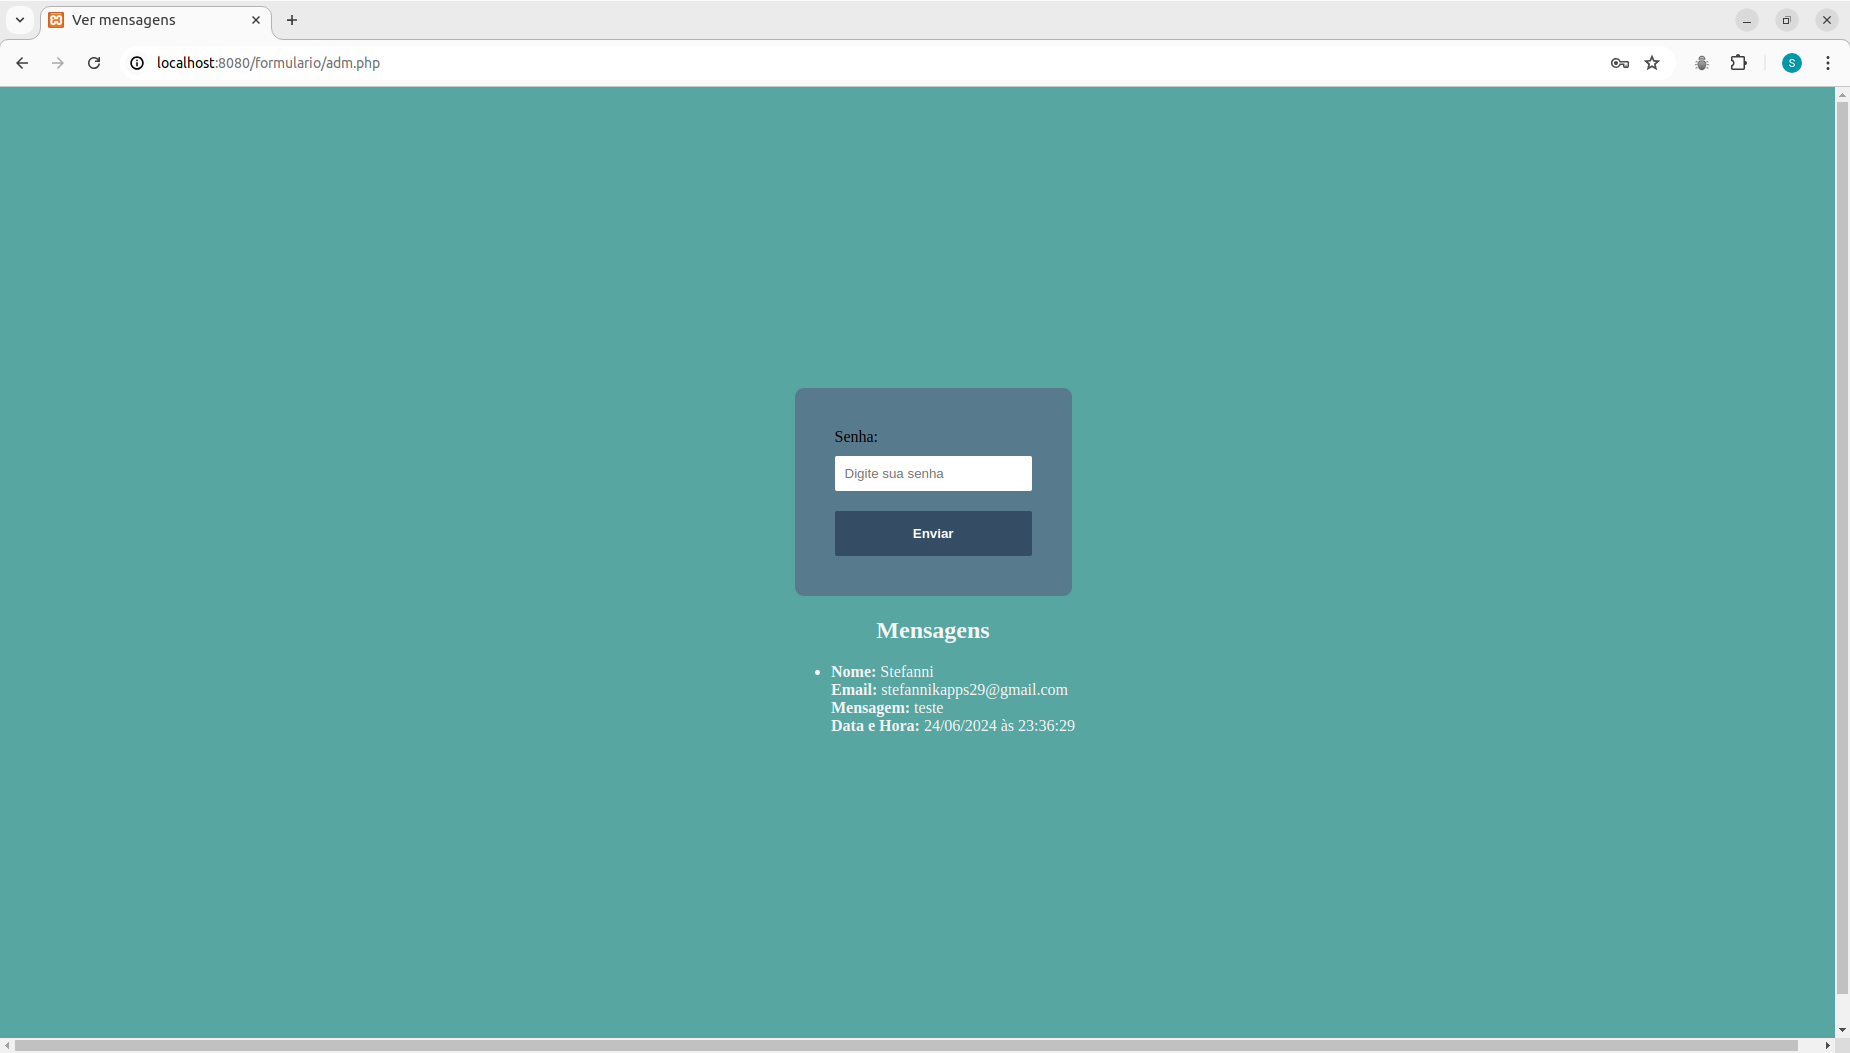 Ver mensagens
localhost:8080/formulario/adm.php
S
Senha:
Digite sua senha
Enviar
Mensagens
Nome: Stefanni
Email: stefannikapps29@gmail.com
Mensagem: teste
Data e Hora: 24/06/2024 às 23:36:29